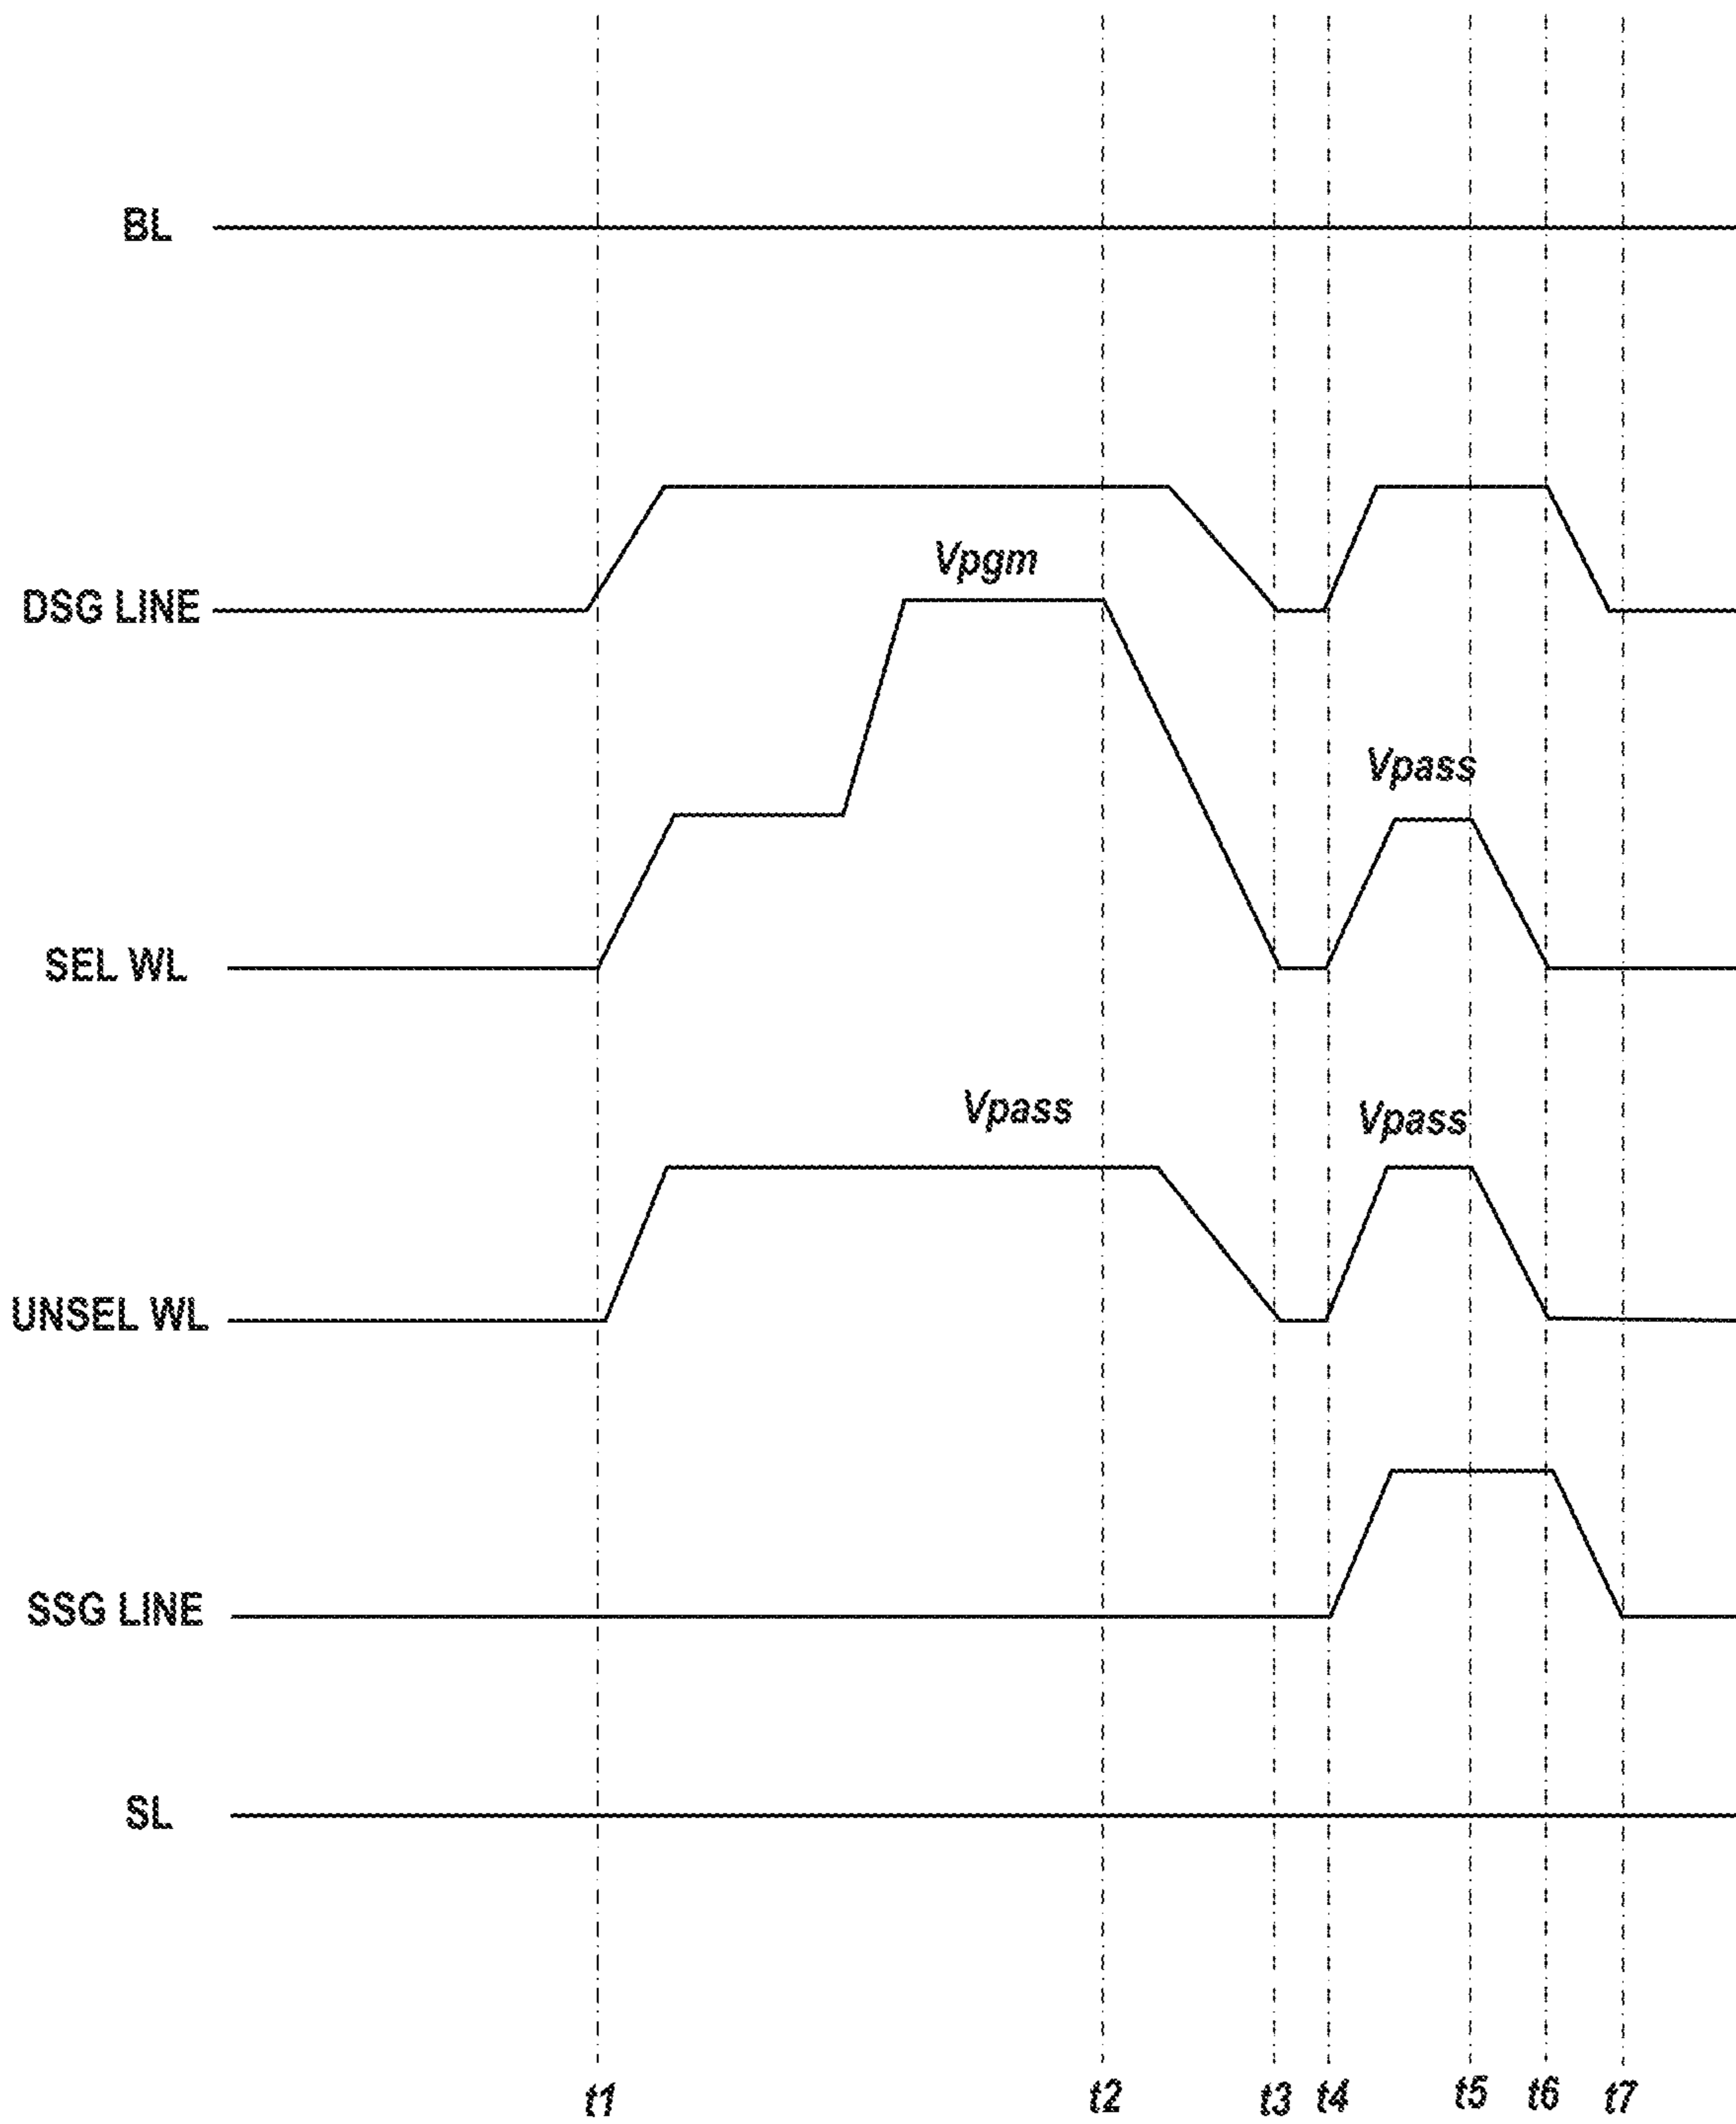 BL
DSG LINE
Vpgm
Vpass
SEL WL
Vpass
Vpass
UNSEL WL
SSG LINE
SL
t1 t2 t3 t4 t5 t6 t7